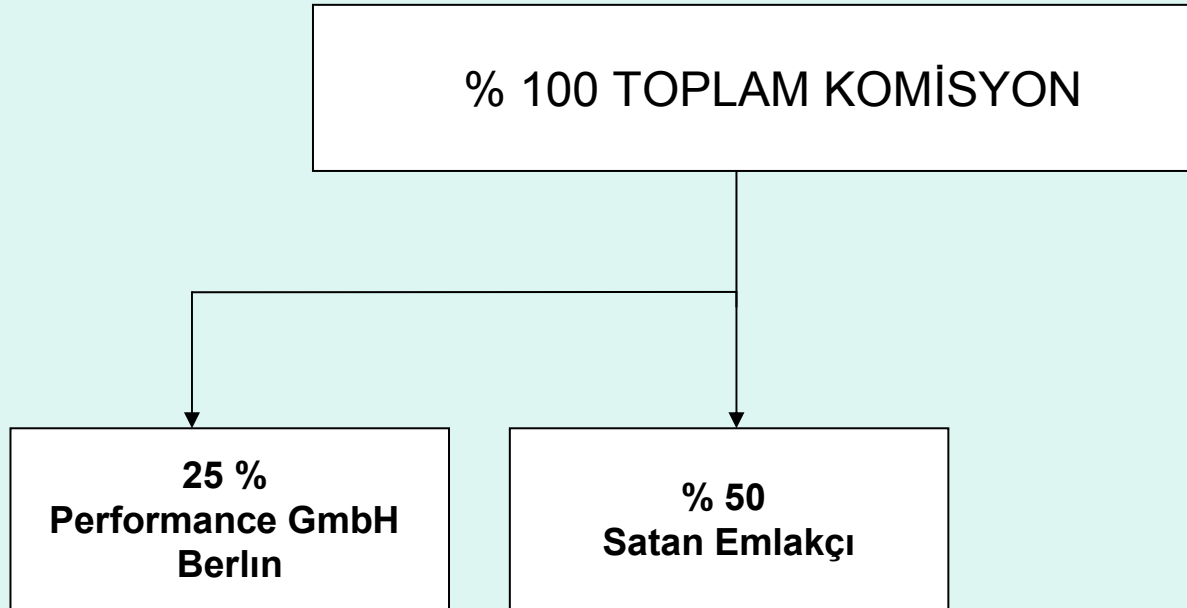 % 100 TOPLAM KOMİSYON
25 %
Performance GmbH
Berlın
% 50
Satan Emlakçı